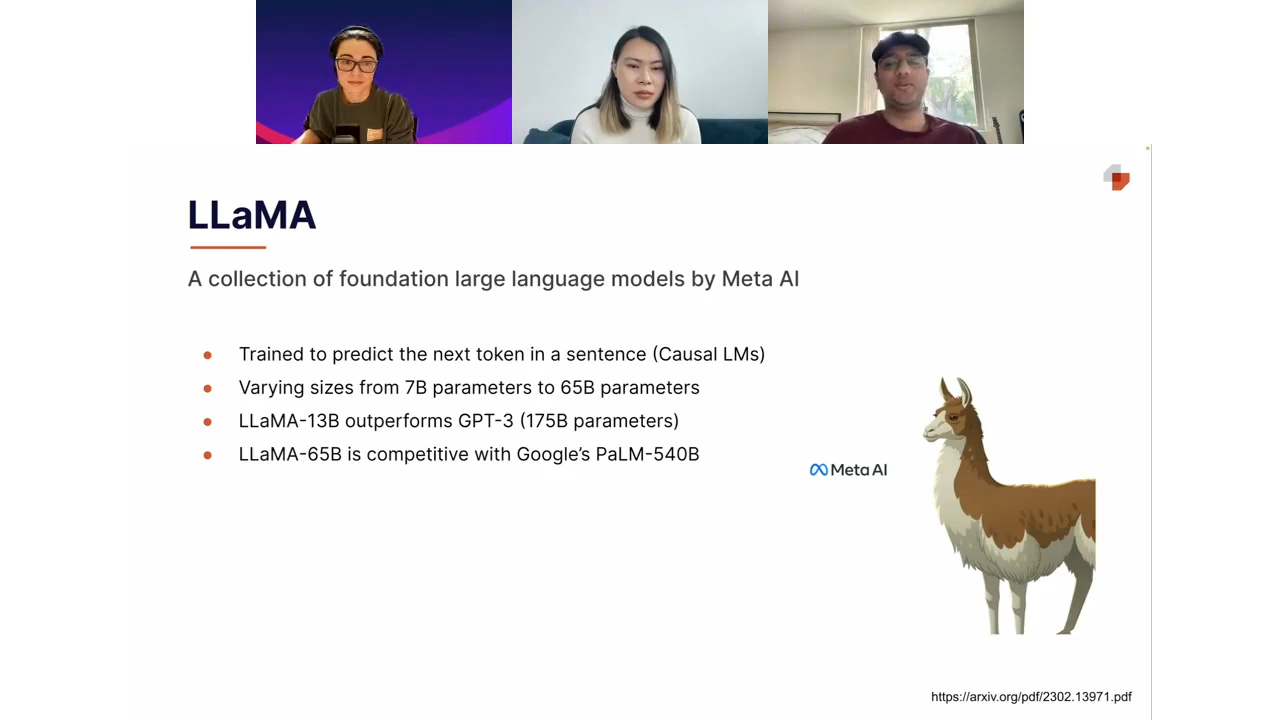 LLaMA
A collection of foundation large language models by Meta AI
● Trained to predict the next token in a sentence (Causal LMs)
● Varying sizes from 7B parameters to 65B parameters
● LLaMA-13B outperforms GPT-3 (175B parameters)
● LLaMA-65B is competitive with Google’s PaLM-540B
Meta AI
https://arxiv.org/pdf/2302.13971.pdf